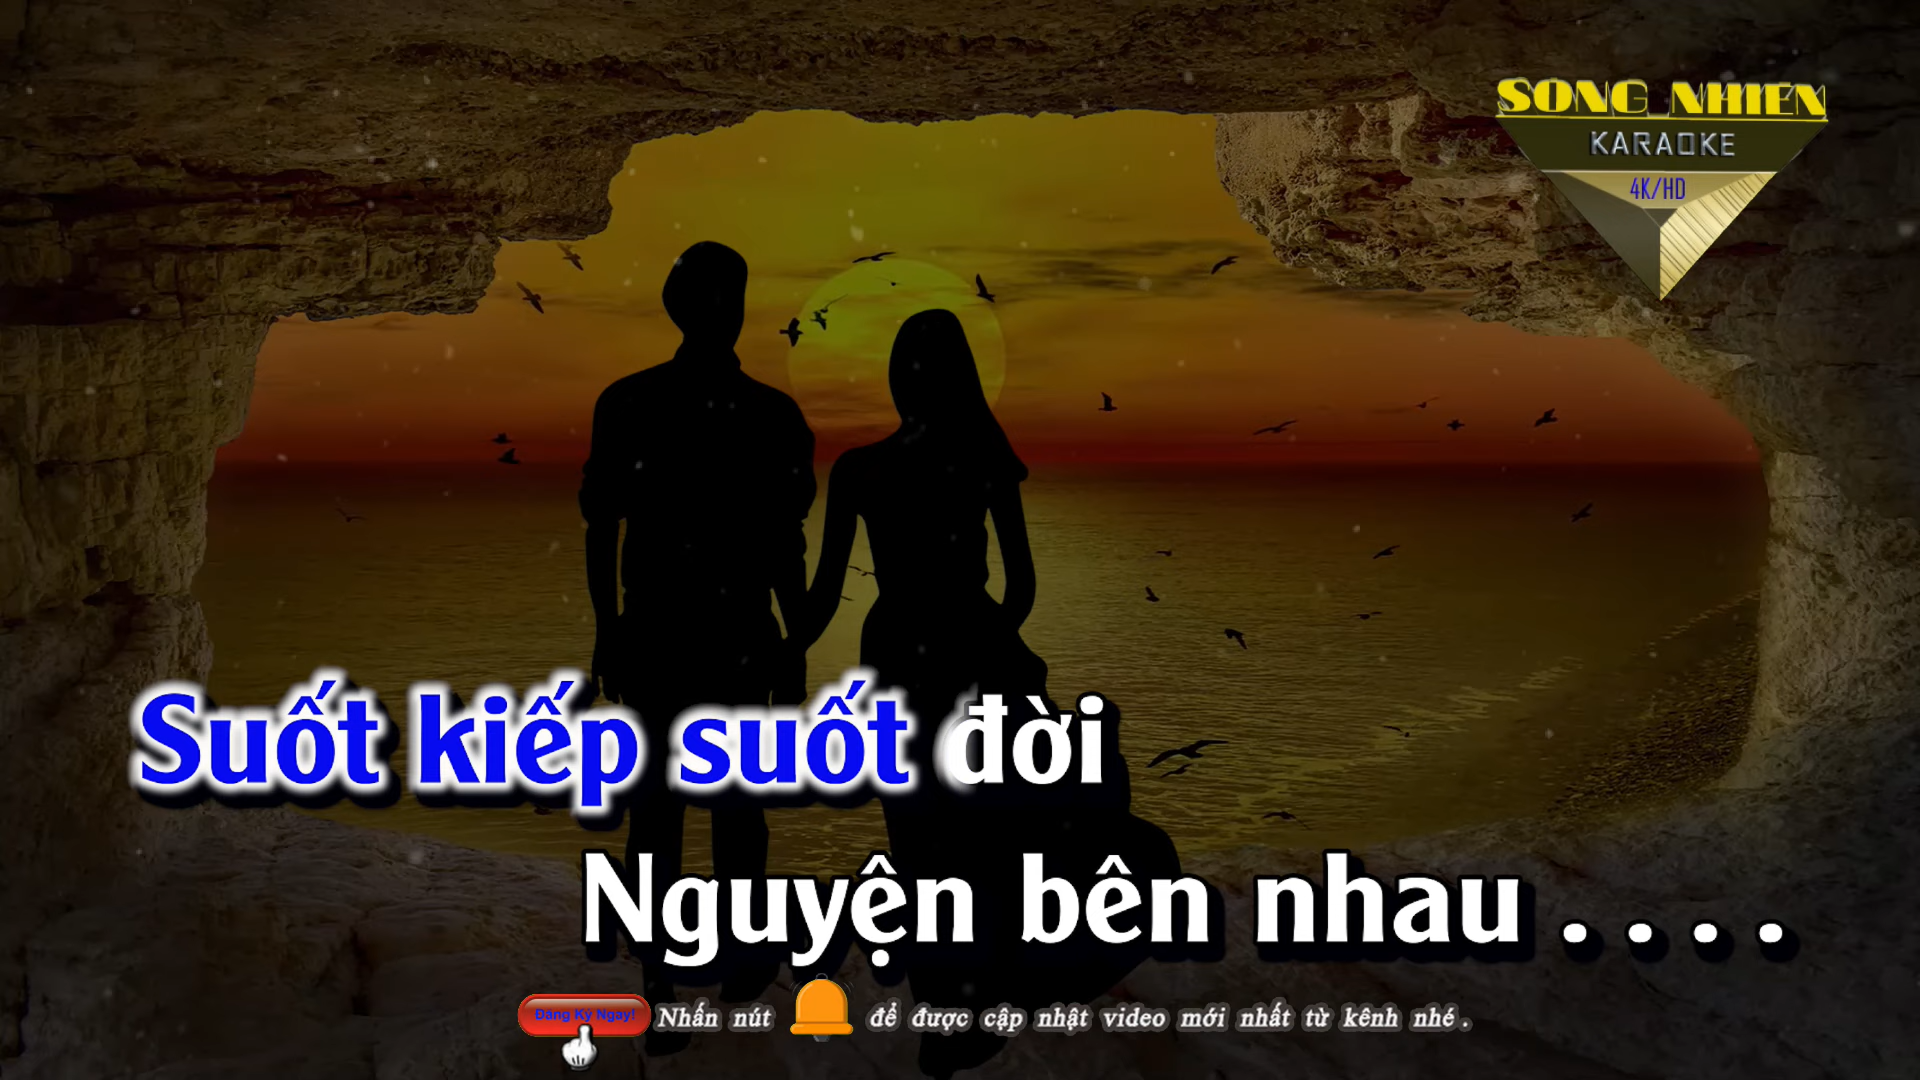 SONG NHIEN
KARAOKE
4K/HD
Suốt kiếp suốt đời
Nguyện bên nhau . . . .
Đăng Ký Ngay! Nhấn nút để được cập nhật video mới nhất từ kênh nhé .